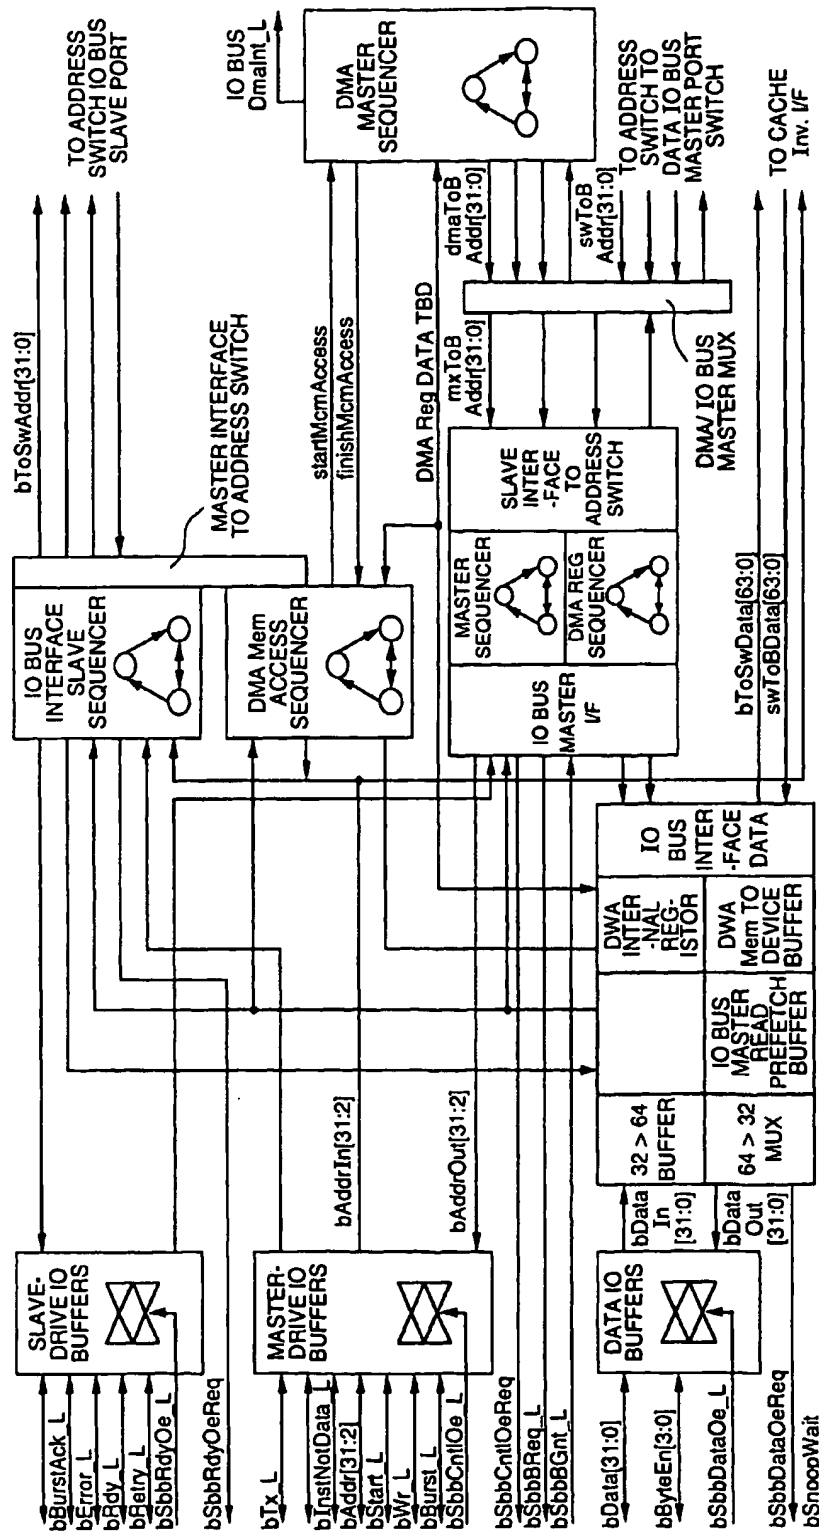 bBurstAck_L
bError_L
bRdy_L
bRetry_L
bSbbRdyOe_L
bSbbRdyOeReq
bTx_L
bInstNotData_L
bAddr[31:2]
bStart_L
bWr_L
bBurst_L
bSbbCntlOe_L
bSbbCntlOeReq
bSbbBReq_L
bSbbBGnt_L
bData[31:0]
bByteEn[3:0]
bSbbDataOe_L
bSbbDataOeReq
bSnoopWait
SLAVE-
DRIVE IO
BUFFERS
MASTER-
DRIVE IO
BUFFERS
DATA IO
BUFFERS
bData
In
[31:0]
bData
Out
[31:0]
bAddrIn[31:2]
bAddrOut[31:2]
32 > 64
BUFFER
64 > 32
MUX
IO BUS
MASTER
READ
PREFETCH
BUFFER
DWA
INTER
-NAL
REG-
ISTOR
DWA
Mem TO
DEVICE
BUFFER
IO
BUS
INTER
-FACE
DATA
IO BUS
INTERFACE
SLAVE
SEQUENCER
DMA Mem
ACCESS
SEQUENCER
IO BUS
MASTER
I/F
MASTER
SEQUENCER
DMA REG
SEQUENCER
SLAVE
INTER
-FACE
TO
ADDRESS
SWITCH
MASTER INTERFACE
TO ADDRESS SWITCH
bToSwAddr[31:0]
startMcmAccess
finishMcmAccess
DMA Reg DATA TBD
mxToB
Addr[31:0]
dmaToB
Addr[31:0]
swToB
Addr[31:0]
DMA/ IO BUS
MASTER MUX
bToSwData[63:0]
swToBData[63:0]
TO ADDRESS
SWITCH IO BUS
SLAVE PORT
IO BUS
DmaInt_L
DMA
MASTER
SEQUENCER
TO ADDRESS
SWITCH TO
DATA IO BUS
MASTER PORT
SWITCH
TO CACHE
Inv. I/F